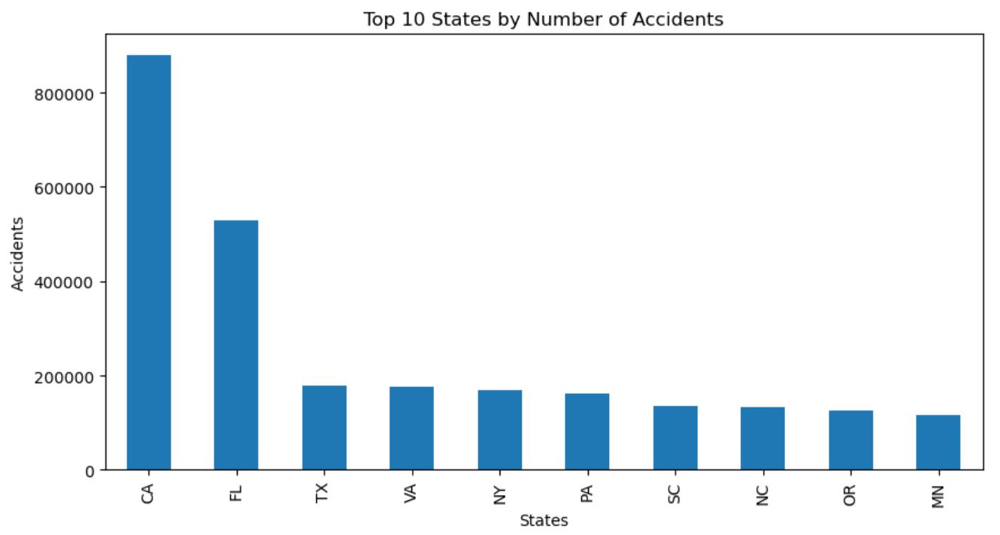 Top 10 States by Number of Accidents
Accidents
800000
600000
400000
200000
0
CA FL TX VA NY PA SC NC OR MN
States